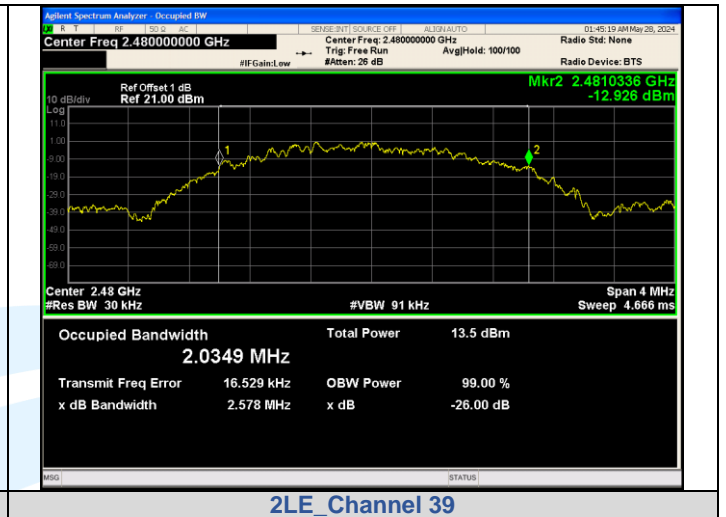 Agilent Spectrum Analyzer - Occupied BW
R T RF 50 Ω AC SENSE:INT SOURCE OFF ALIGN AUTO 01:45:19 AM May 28, 2024
Center Freq 2.480000000 GHz Center Freq: 2.480000000 GHz Radio Std: None
Trig: Free Run Avg|Hold: 100/100
#IFGain:Low #Atten: 26 dB Radio Device: BTS
Mkr2 2.4810336 GHz
Ref Offset 1 dB
10 dB/div Ref 21.00 dBm -12.926 dBm
Log
11.0
1.00
1 2
-9.00
-19.0
-29.0
-39.0
-49.0
-59.0
-69.0
Center 2.48 GHz Span 4 MHz
#Res BW 30 kHz #VBW 91 kHz Sweep 4.666 ms
Occupied Bandwidth Total Power 13.5 dBm
2.0349 MHz
Transmit Freq Error 16.529 kHz OBW Power 99.00 %
x dB Bandwidth 2.578 MHz x dB -26.00 dB
MSG STATUS
2LE_Channel 39